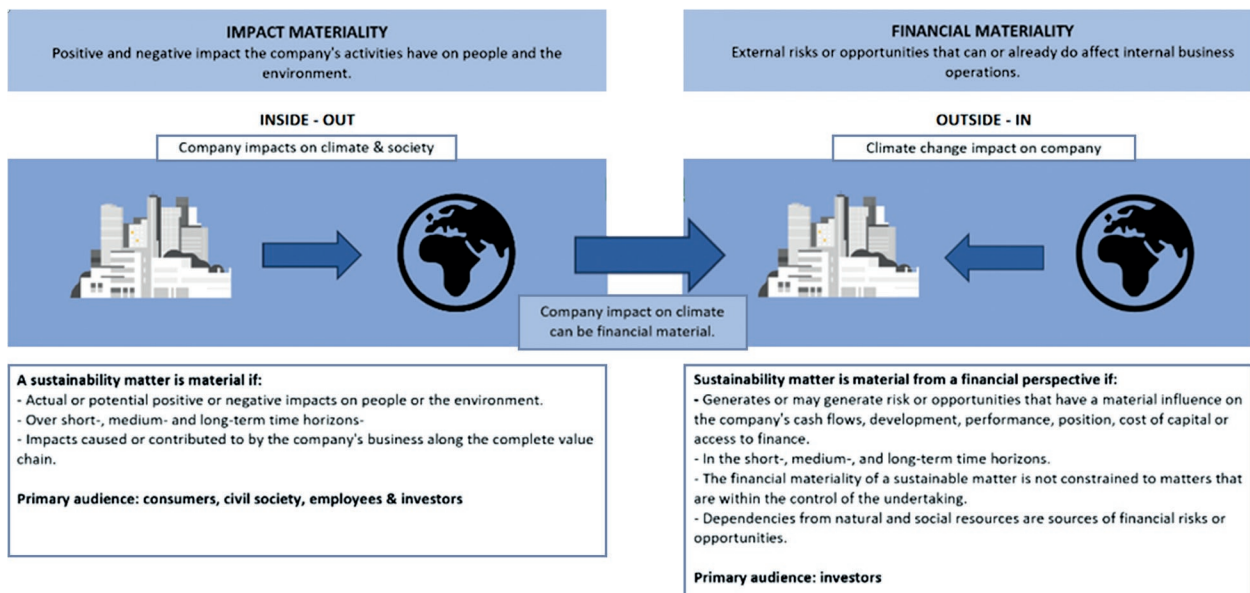 IMPACT MATERIALITY
Positive and negative impact the company's activities have on people and the
environment.
INSIDE - OUT
Company impacts on climate & society
A sustainability matter is material if:
- Actual or potential positive or negative impacts on people or the environment.
- Over short-, medium- and long-term time horizons-
- Impacts caused or contributed to by the company's business along the complete value
chain.
Primary audience: consumers, civil society, employees & investors
Company impact on climate
can be financial material.
FINANCIAL MATERIALITY
External risks or opportunities that can or already do affect internal business
operations.
OUTSIDE - IN
Climate change impact on company
Sustainability matter is material from a financial perspective if:
- Generates or may generate risk or opportunities that have a material influence on
the company's cash flows, development, performance, position, cost of capital or
access to finance.
- In the short-, medium-, and long-term time horizons.
- The financial materiality of a sustainable matter is not constrained to matters that
are within the control of the undertaking.
- Dependencies from natural and social resources are sources of financial risks or
opportunities.
Primary audience: investors